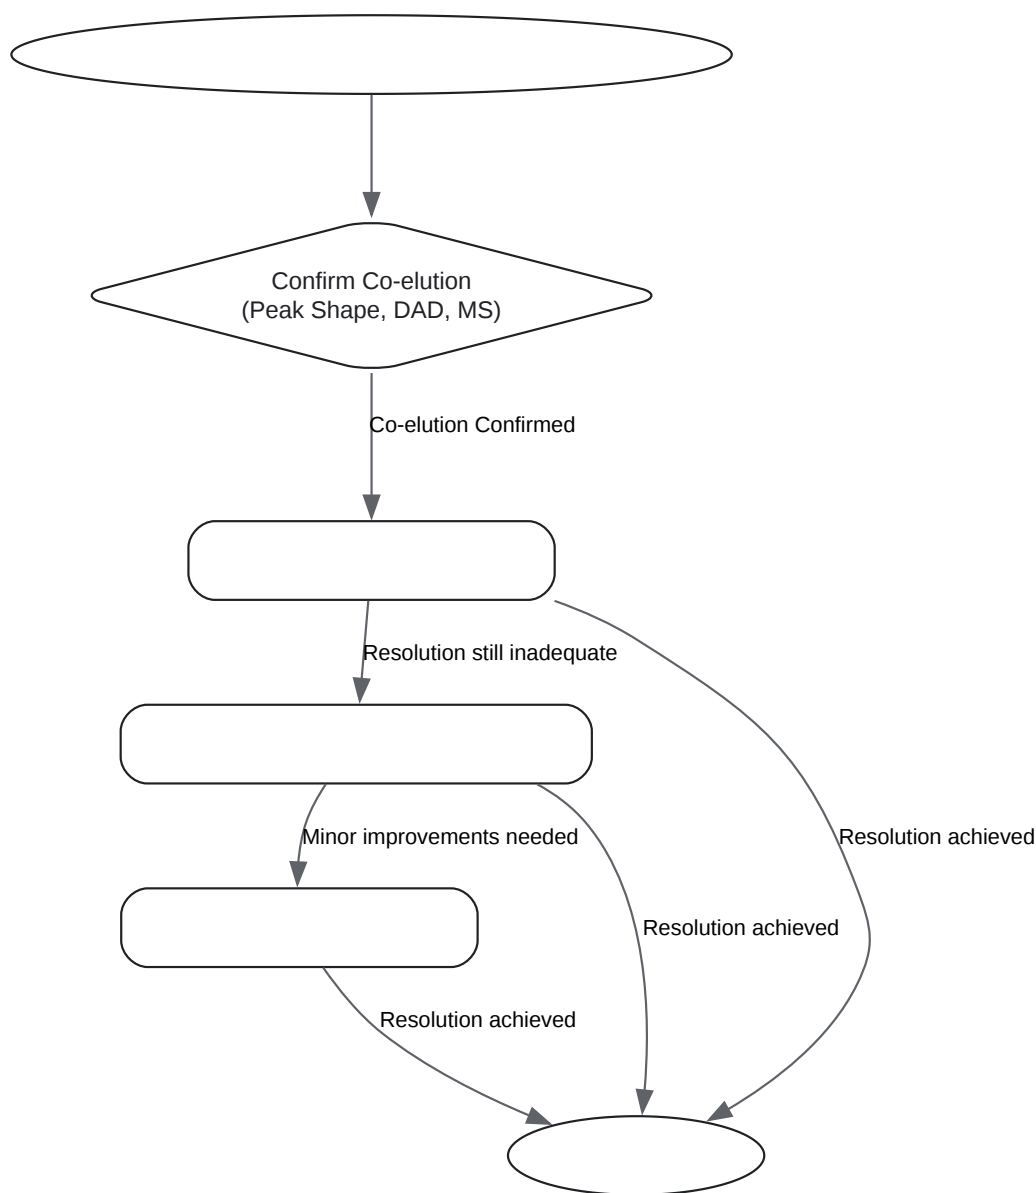 Confirm Co-elution
(Peak Shape, DAD, MS)
Co-elution Confirmed
Resolution still inadequate
Minor improvements needed
Resolution achieved
Resolution achieved
Resolution achieved